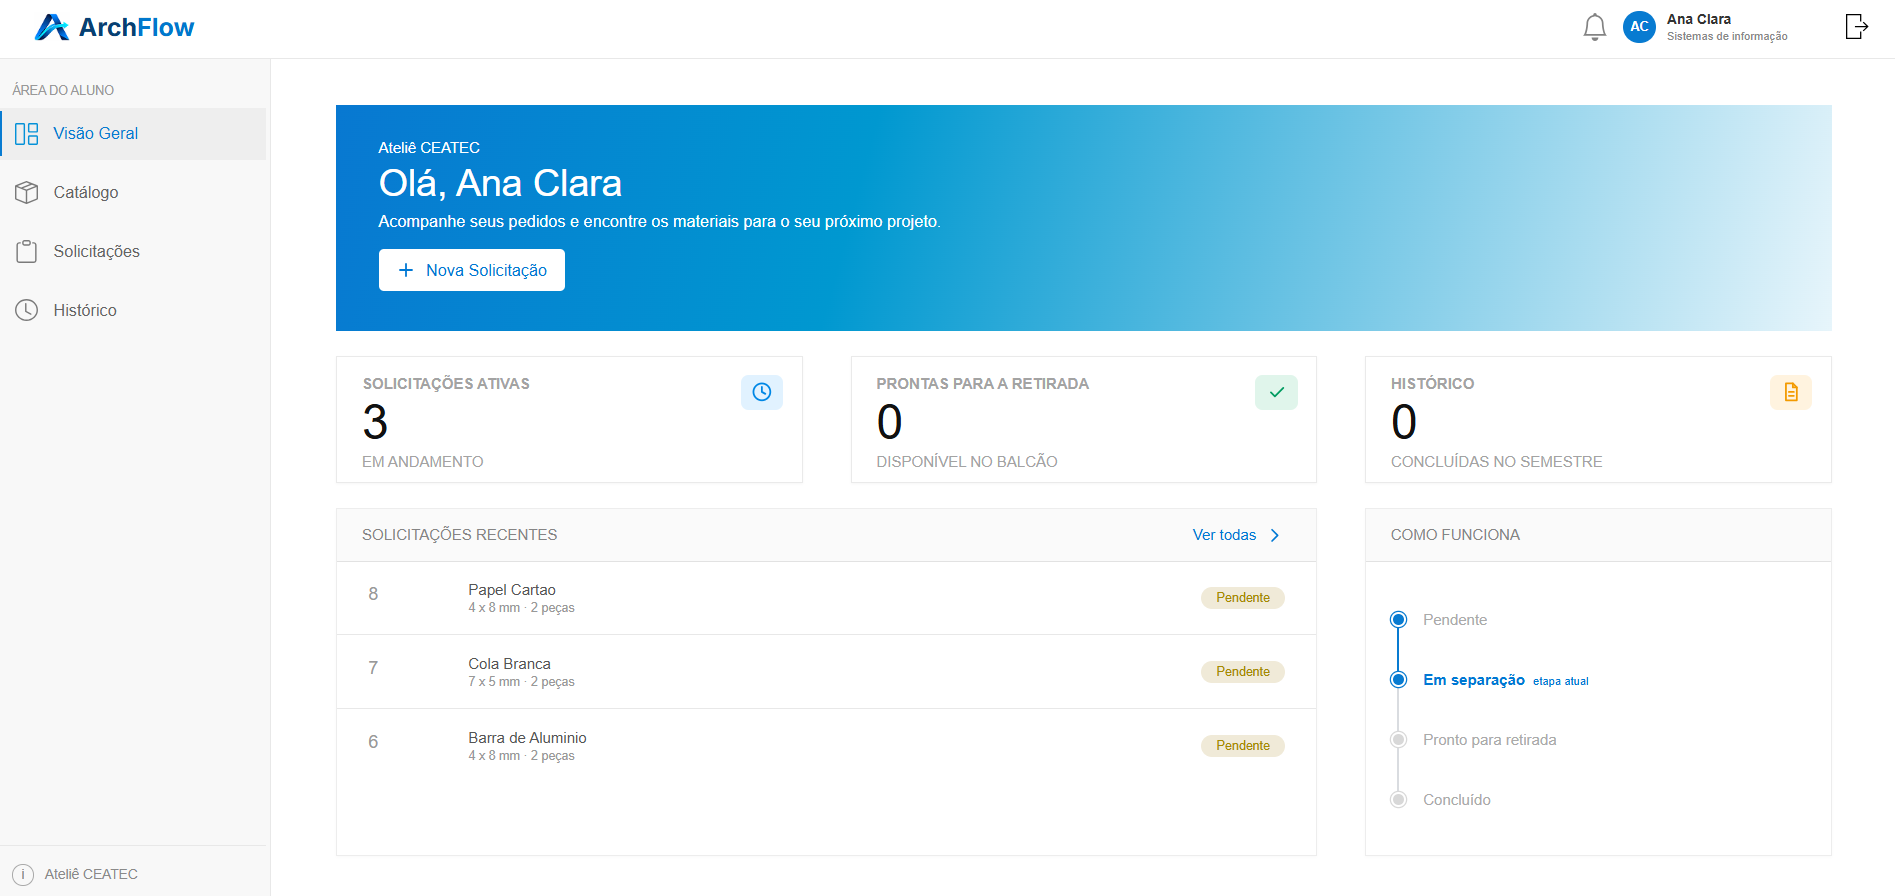 ArchFlow
AC
Ana Clara
Sistemas de informação
ÁREA DO ALUNO
Visão Geral
Catálogo
Solicitações
Histórico
Ateliê CEATEC
Olá, Ana Clara
Acompanhe seus pedidos e encontre os materiais para o seu próximo projeto.
+ Nova Solicitação
SOLICITAÇÕES ATIVAS
3
EM ANDAMENTO
PRONTAS PARA A RETIRADA
0
DISPONÍVEL NO BALCÃO
HISTÓRICO
0
CONCLUÍDAS NO SEMESTRE
SOLICITAÇÕES RECENTES
Ver todas
8
Papel Cartao
4 x 8 mm · 2 peças
Pendente
7
Cola Branca
7 x 5 mm · 2 peças
Pendente
6
Barra de Aluminio
4 x 8 mm · 2 peças
Pendente
COMO FUNCIONA
Pendente
Em separação etapa atual
Pronto para retirada
Concluído
i Ateliê CEATEC